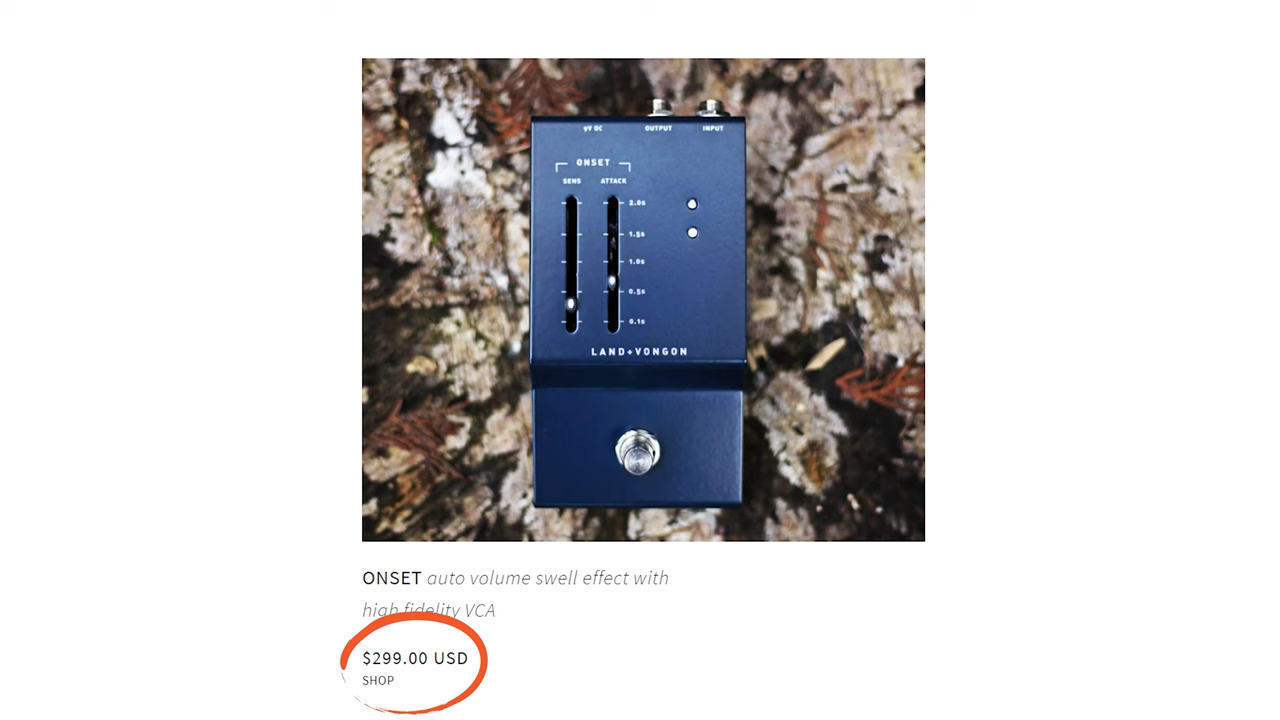 9V DC OUTPUT INPUT
ONSET
SENS ATTACK
2.0s
1.5s
1.0s
0.5s
0.1s
LAND+VONGON
ONSET auto volume swell effect with
high fidelity VCA
$299.00 USD
SHOP